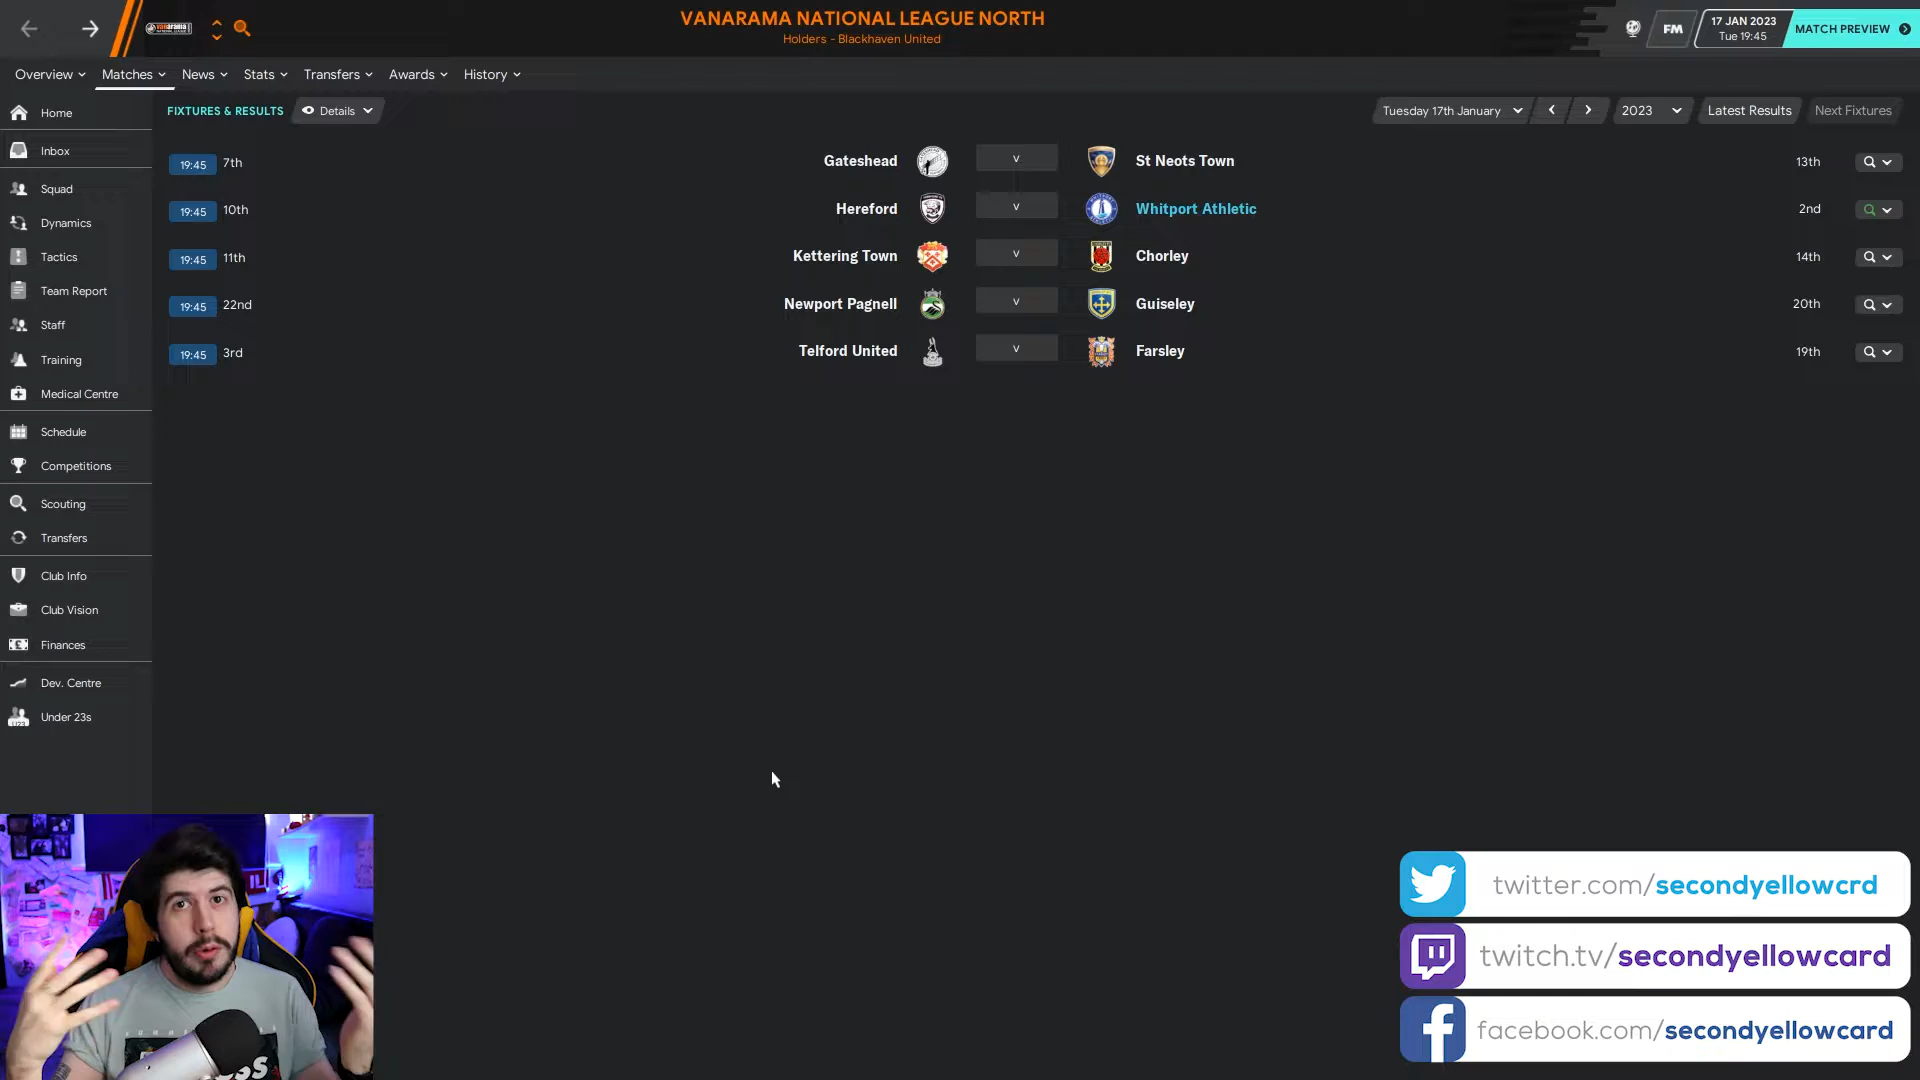 VANARAMA NATIONAL LEAGUE NORTH
Holders - Blackhaven United
FM
17 JAN 2023
Tue 19:45
MATCH PREVIEW
Overview
Matches
News
Stats
Transfers
Awards
History
FIXTURES & RESULTS
Details
Tuesday 17th January
2023
Latest Results
Next Fixtures
Home
Inbox
Squad
Dynamics
Tactics
Team Report
Staff
Training
Medical Centre
Schedule
Competitions
Scouting
Transfers
Club Info
Club Vision
Finances
Dev. Centre
Under 23s
19:45 7th Gateshead v St Neots Town 13th
19:45 10th Hereford v Whitport Athletic 2nd
19:45 11th Kettering Town v Chorley 14th
19:45 22nd Newport Pagnell v Guiseley 20th
19:45 3rd Telford United v Farsley 19th
twitter.com/secondyellowcrd
twitch.tv/secondyellowcard
facebook.com/secondyellowcard